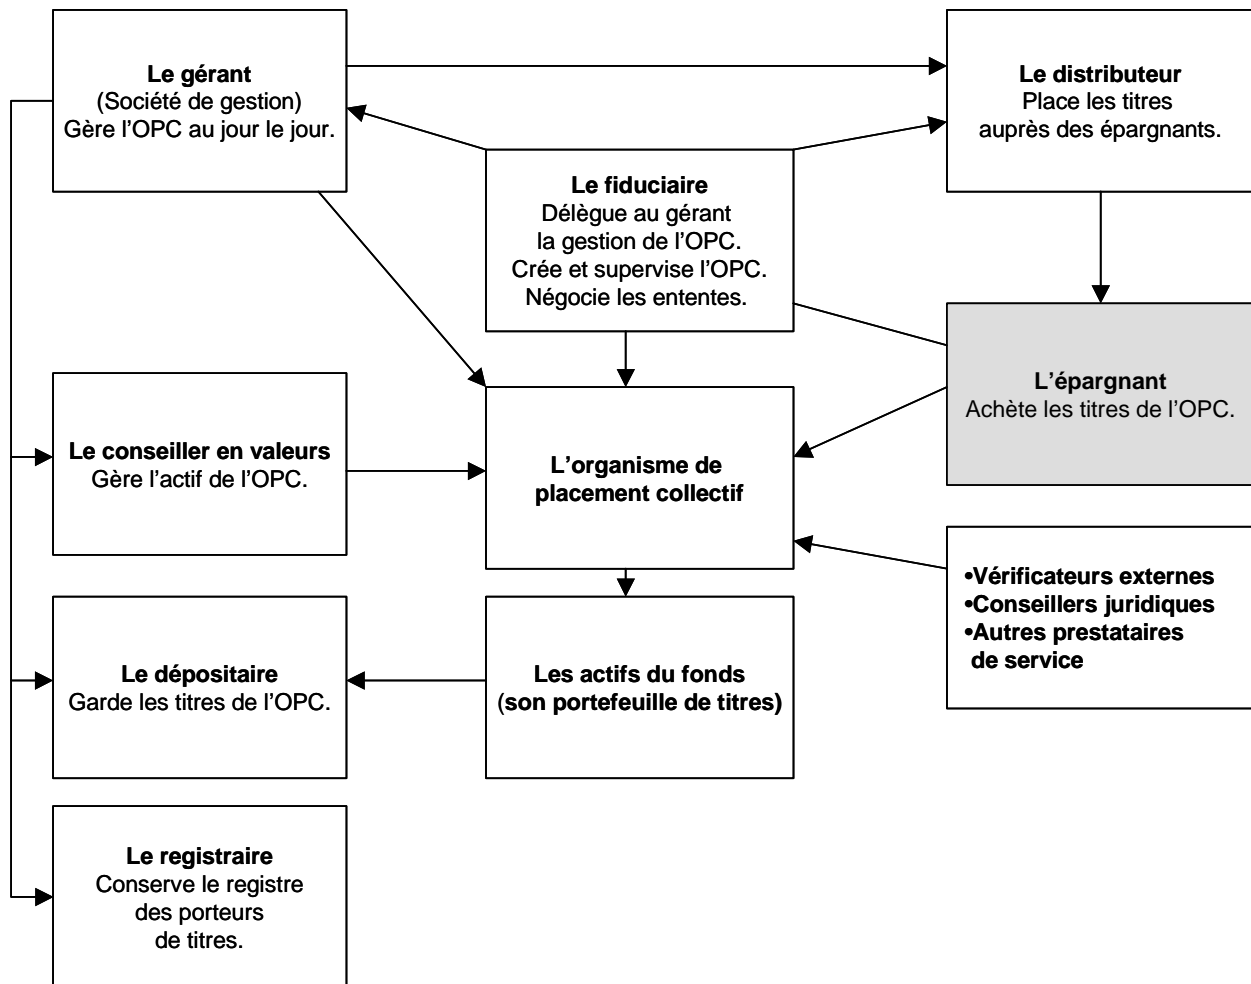 Le gérant
(Société de gestion)
Gère l'OPC au jour le jour.
Le distributeur
Place les titres
auprès des épargnants.
Le fiduciaire
Délègue au gérant
la gestion de l'OPC.
Crée et supervise l'OPC.
Négocie les ententes.
L'épargnant
Achète les titres de l'OPC.
Le conseiller en valeurs
Gère l'actif de l'OPC.
L'organisme de
placement collectif
•Vérificateurs externes
•Conseillers juridiques
•Autres prestataires
de service
Le dépositaire
Garde les titres de l'OPC.
Les actifs du fonds
(son portefeuille de titres)
Le registraire
Conserve le registre
des porteurs
de titres.